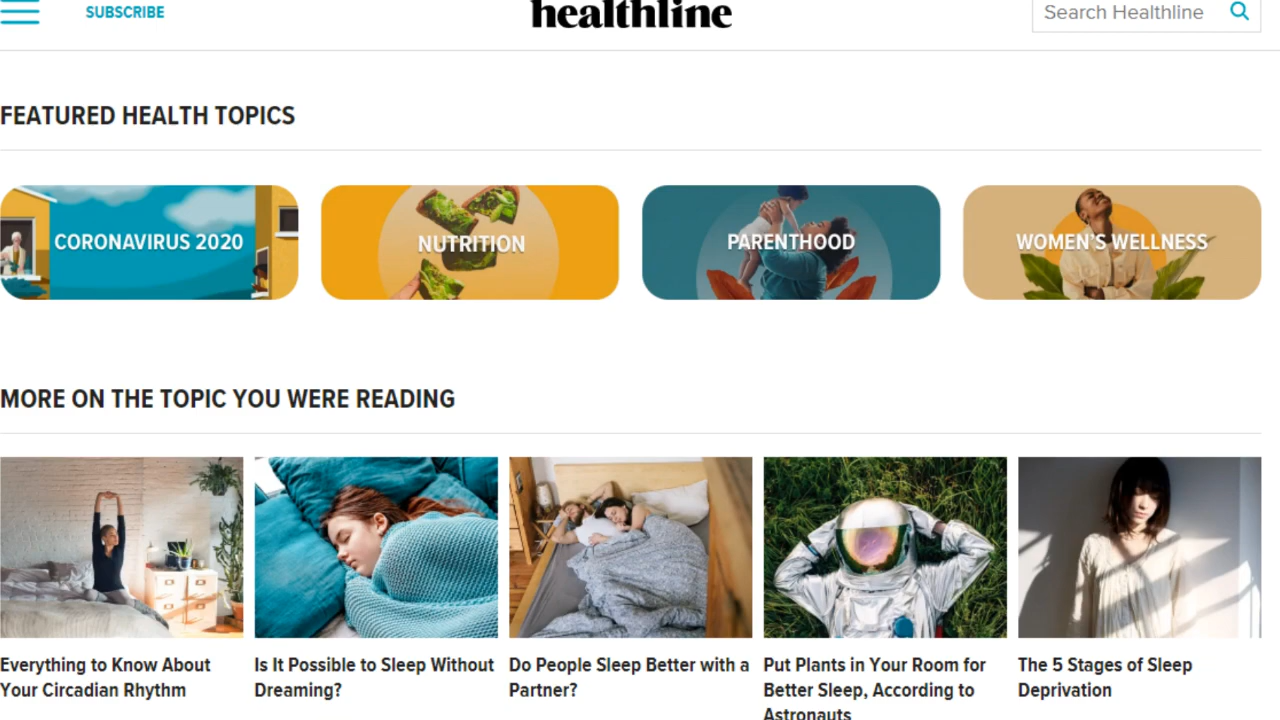 SUBSCRIBE
healthline
Search Healthline
FEATURED HEALTH TOPICS
CORONAVIRUS 2020
NUTRITION
PARENTHOOD
WOMEN'S WELLNESS
MORE ON THE TOPIC YOU WERE READING
Everything to Know About
Your Circadian Rhythm
Is It Possible to Sleep Without
Dreaming?
Do People Sleep Better with a
Partner?
Put Plants in Your Room for
Better Sleep, According to
Astronauts
The 5 Stages of Sleep
Deprivation